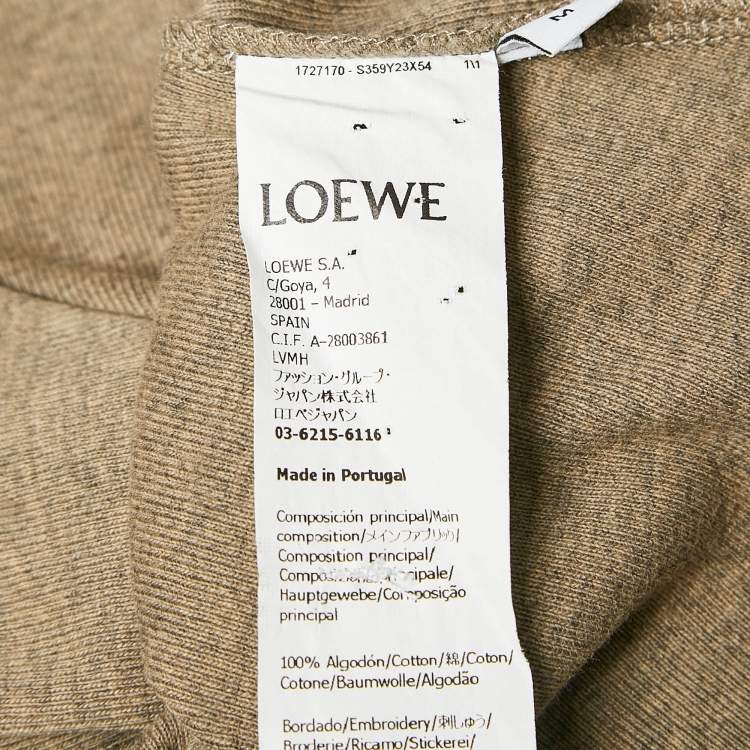 1727170 - S359Y23X54 1\1
M
LOEWE
LOEWE S.A.
C/Goya, 4
28001 – Madrid
SPAIN
C.I.F. A-28003861
LVMH
ファッション・グループ・
ジャパン株式会社
ロエベジャパン
03-6215-6116
Made in Portugal
Composición principal/Main
composition/メインファブリック/
Composition principal/
Hauptgewebe/Composição
principal
100% Algodón/Cotton/綿/Coton/
Cotone/Baumwolle/Algodão
Bordado/Embroidery/刺しゅう/
Broderie/Ricamo/Stickerei/